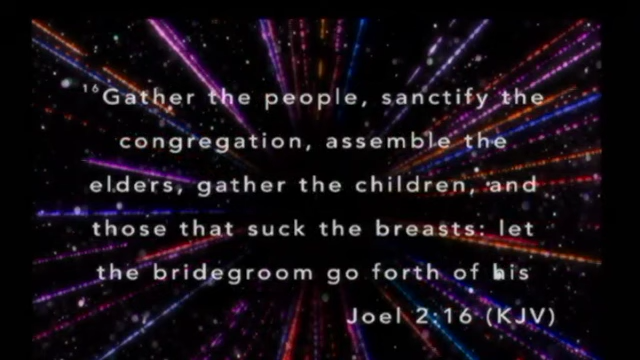 ¹⁶Gather the people, sanctify the
congregation, assemble the
elders, gather the children, and
those that suck the breasts: let
the bridegroom go forth of his
Joel 2:16 (KJV)